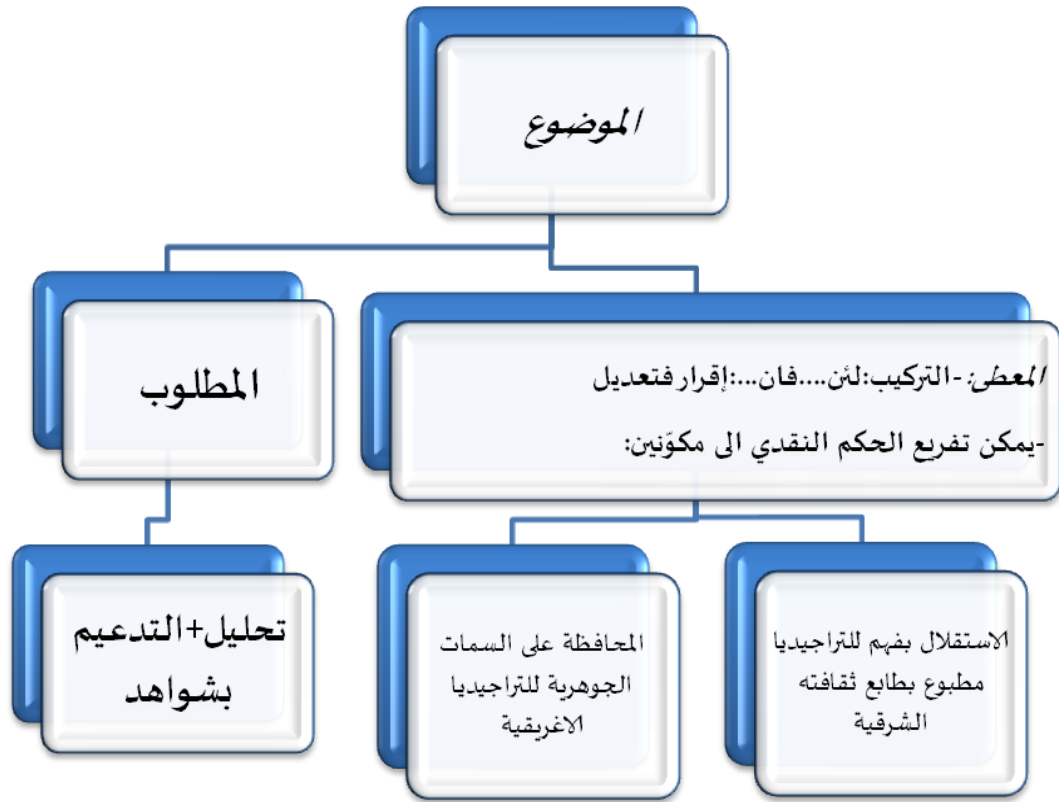 الموضوع
المعطى: -التركيب:لئن....فان...:إقرار فتعديل
-يمكن تفريع الحكم النقدي الى مكوّنين:
المطلوب
الاستقلال بفهم للتراجيديا
مطبوع بطابع ثقافته
الشرقية
المحافظة على السمات
الجوهرية للتراجيديا
الاغريقية
تحليل+التدعيم
بشواهد